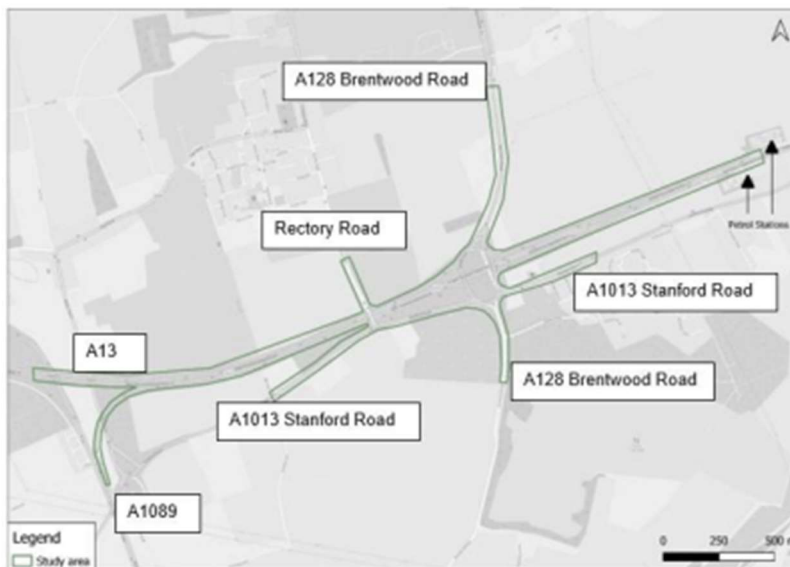 A128 Brentwood Road
Petrol Stations
Rectory Road
A1013 Stanford Road
A13
A128 Brentwood Road
A1013 Stanford Road
A1089
Legend
Study area
0 250 500 m